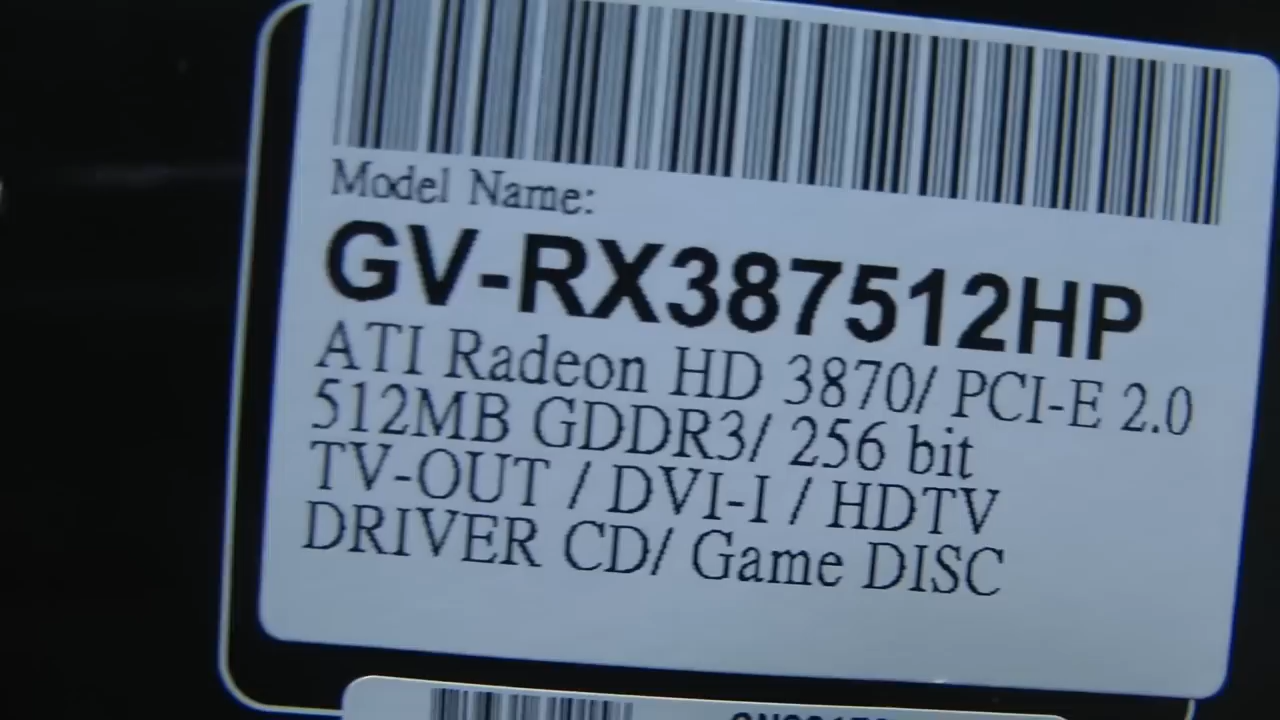 Model Name:
GV-RX387512HP
ATI Radeon HD 3870/ PCI-E 2.0
512MB GDDR3/ 256 bit
TV-OUT / DVI-I / HDTV
DRIVER CD/ Game DISC